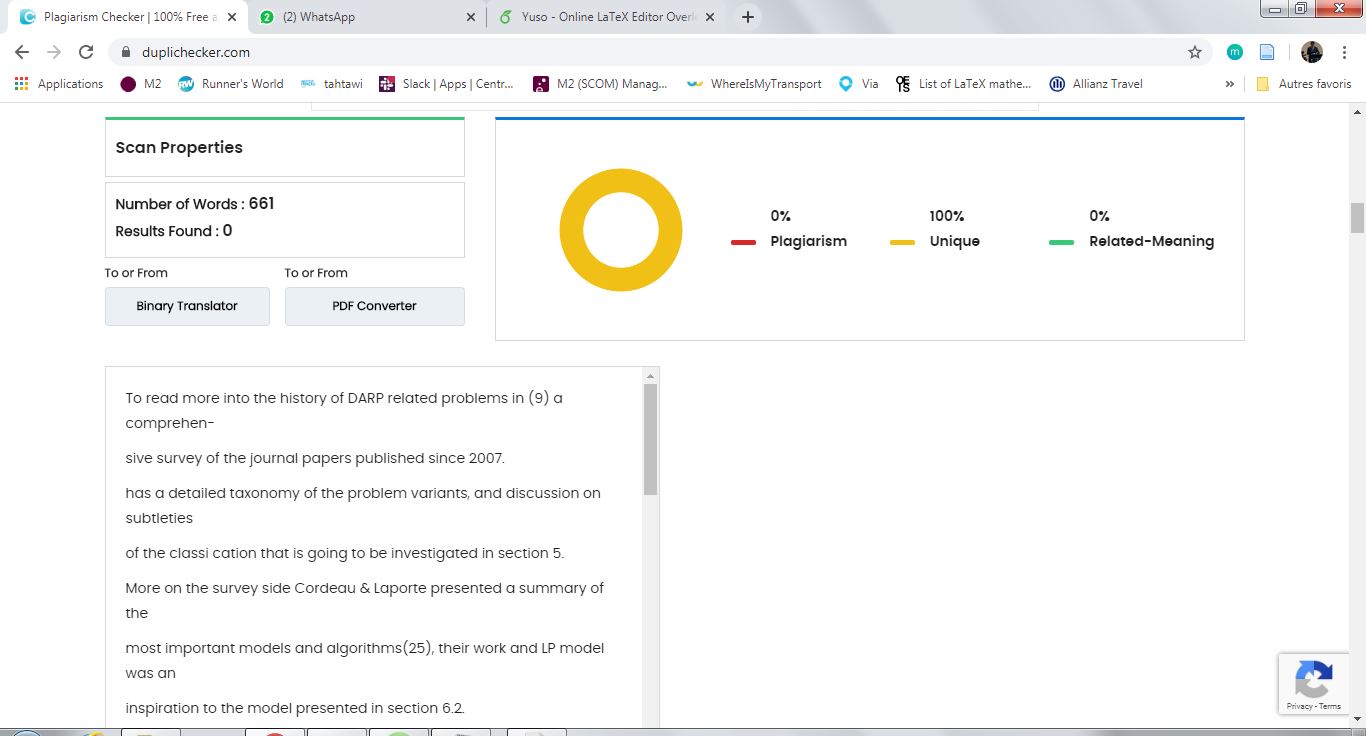 Plagiarism Checker | 100% Free a
(2) WhatsApp
Yuso - Online LaTeX Editor Overl
duplichecker.com
Applications
M2
Runner's World
tahtawi
Slack | Apps | Centr...
M2 (SCOM) Manag...
WhereIsMyTransport
Via
List of LaTeX mathe...
Allianz Travel
»
Autres favoris
Scan Properties
Number of Words : 661
Results Found : 0
To or From
To or From
Binary Translator
PDF Converter
0%
Plagiarism
100%
Unique
0%
Related-Meaning
To read more into the history of DARP related problems in (9) a
comprehen-
sive survey of the journal papers published since 2007.
has a detailed taxonomy of the problem variants, and discussion on
subtleties
of the classi cation that is going to be investigated in section 5.
More on the survey side Cordeau & Laporte presented a summary of
the
most important models and algorithms(25), their work and LP model
was an
inspiration to the model presented in section 6.2.
Privacy - Terms